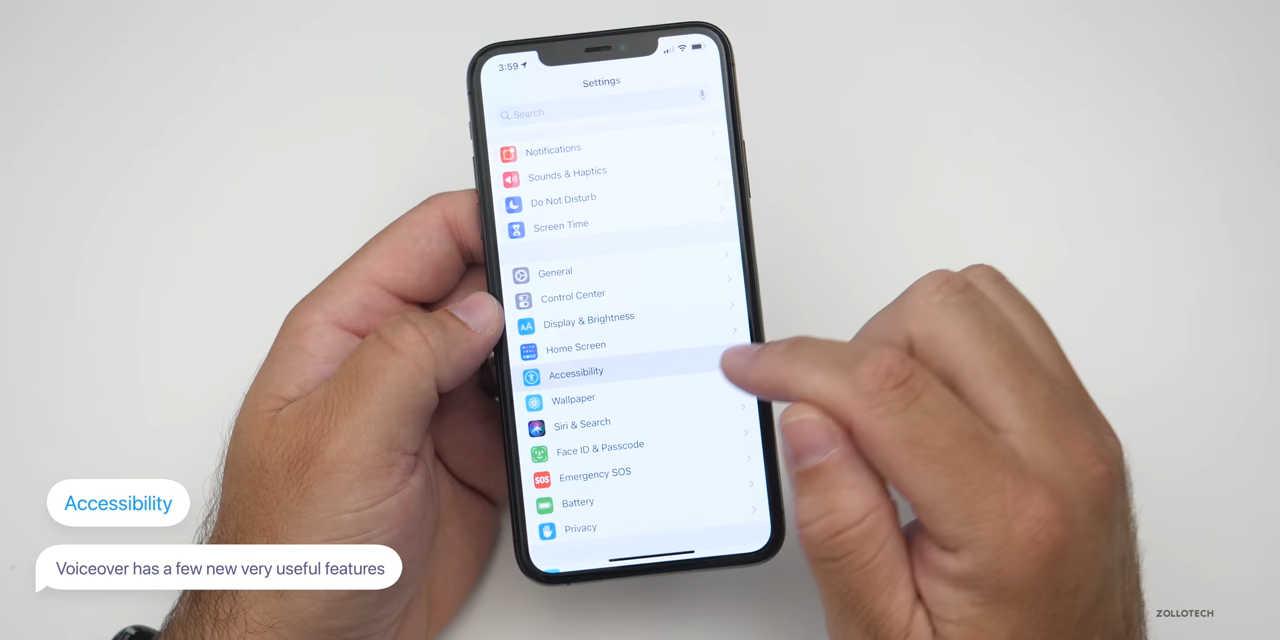 3:59
Settings
Search
Notifications
Sounds & Haptics
Do Not Disturb
Screen Time
General
Control Center
AA Display & Brightness
Home Screen
Accessibility
Wallpaper
Siri & Search
Face ID & Passcode
SOS Emergency SOS
Battery
Privacy
Accessibility
Voiceover has a few new very useful features
ZOLLOTECH